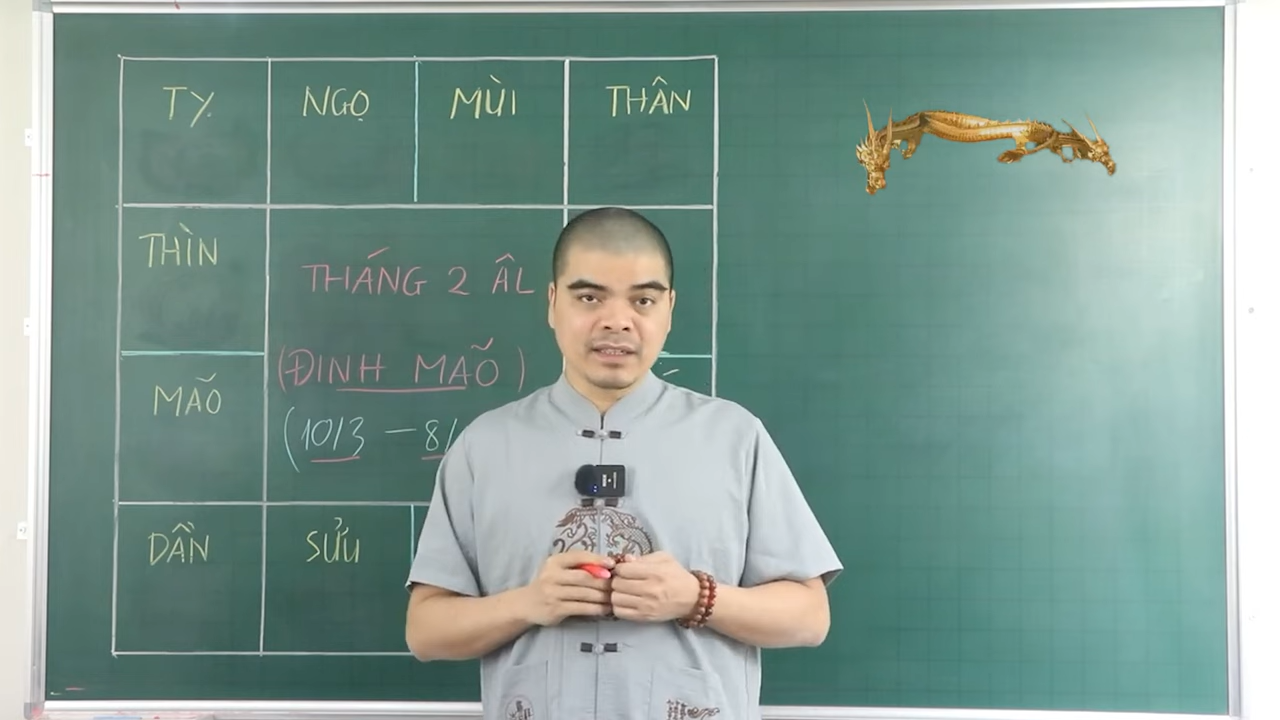 TỴ
NGỌ
MÙI
THÂN
THÌN
THÁNG 2 ÂL
(ĐINH MÃO)
MÃO
(10/3 – 8/
DẦN
SỬU